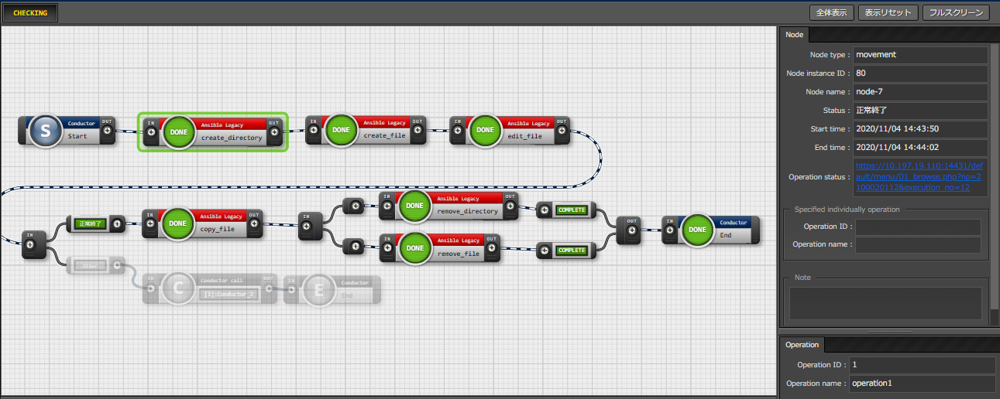 CHECKING
全体表示
表示リセット
フルスクリーン
S
Conductor
Start
OUT
IN
DONE
Ansible Legacy
create_directory
OUT
IN
DONE
Ansible Legacy
create_file
OUT
IN
DONE
Ansible Legacy
edit_file
OUT
IN
正常終了
IN
DONE
Ansible Legacy
copy_file
OUT
IN
IN
DONE
Ansible Legacy
remove_directory
OUT
COMPLETE
IN
DONE
Ansible Legacy
remove_file
OUT
COMPLETE
OUT
IN
DONE
Conductor
End
Other
IN
C
Conductor call
[1]:Conductor_2
OUT
IN
E
Conductor
End
Node
Node type :
movement
Node instance ID :
80
Node name :
node-7
Status :
正常終了
Start time :
2020/11/04 14:43:50
End time :
2020/11/04 14:44:02
Operation status :
https://10.197.19.110:14431/def
ault/menu/01_browse.php?no=2
100020112&execution_no=12
Specified individually operation
Operation ID :
Operation name :
Note
Operation
Operation ID :
1
Operation name :
operation1